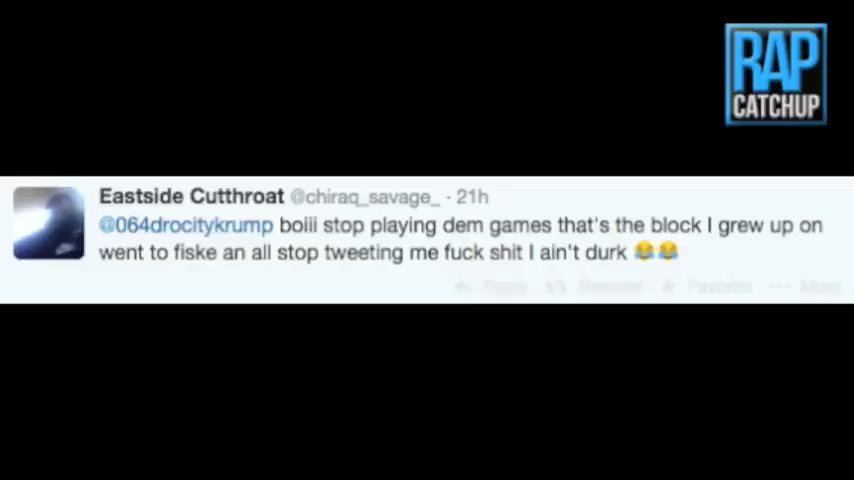 RAP
CATCHUP
Eastside Cutthroat @chiraq_savage_ · 21h
@064drocitykrump boiii stop playing dem games that's the block I grew up on
went to fiske an all stop tweeting me fuck shit I ain't durk 😂😂
Reply Retweet Favorite ··· More